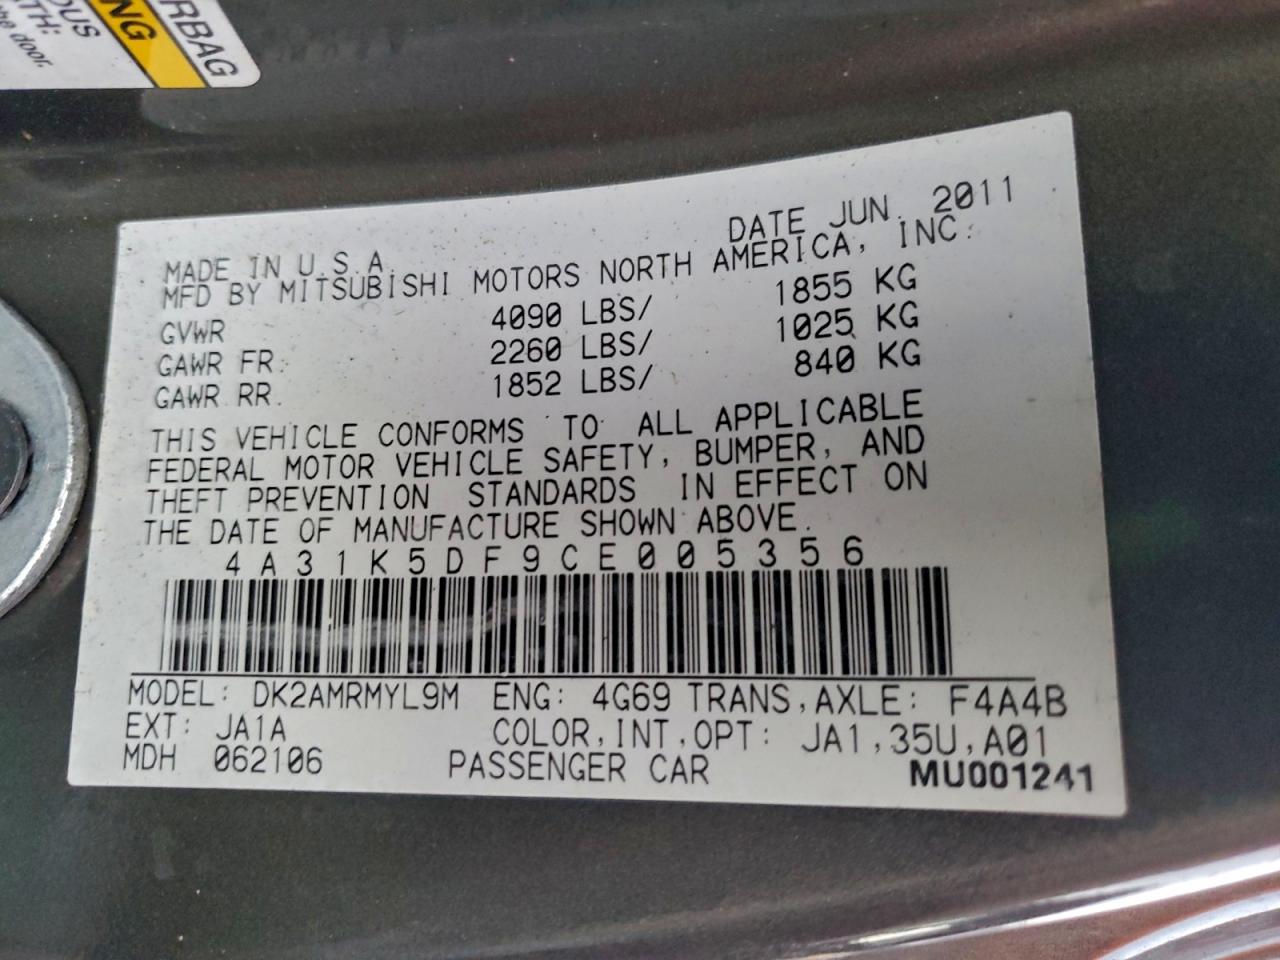 RBAG
NG
OUS
ATH:
the door.
DATE JUN. 2011
MADE IN U.S.A.
MFD BY MITSUBISHI MOTORS NORTH AMERICA, INC.
GVWR 4090 LBS/ 1855 KG
GAWR FR. 2260 LBS/ 1025 KG
GAWR RR. 1852 LBS/ 840 KG
THIS VEHICLE CONFORMS TO ALL APPLICABLE
FEDERAL MOTOR VEHICLE SAFETY, BUMPER, AND
THEFT PREVENTION STANDARDS IN EFFECT ON
THE DATE OF MANUFACTURE SHOWN ABOVE.
4A31K5DF9CE005356
MODEL: DK2AMRMYL9M ENG: 4G69 TRANS,AXLE: F4A4B
EXT: JA1A COLOR,INT,OPT: JA1,35U,A01
MDH 062106 PASSENGER CAR MU001241